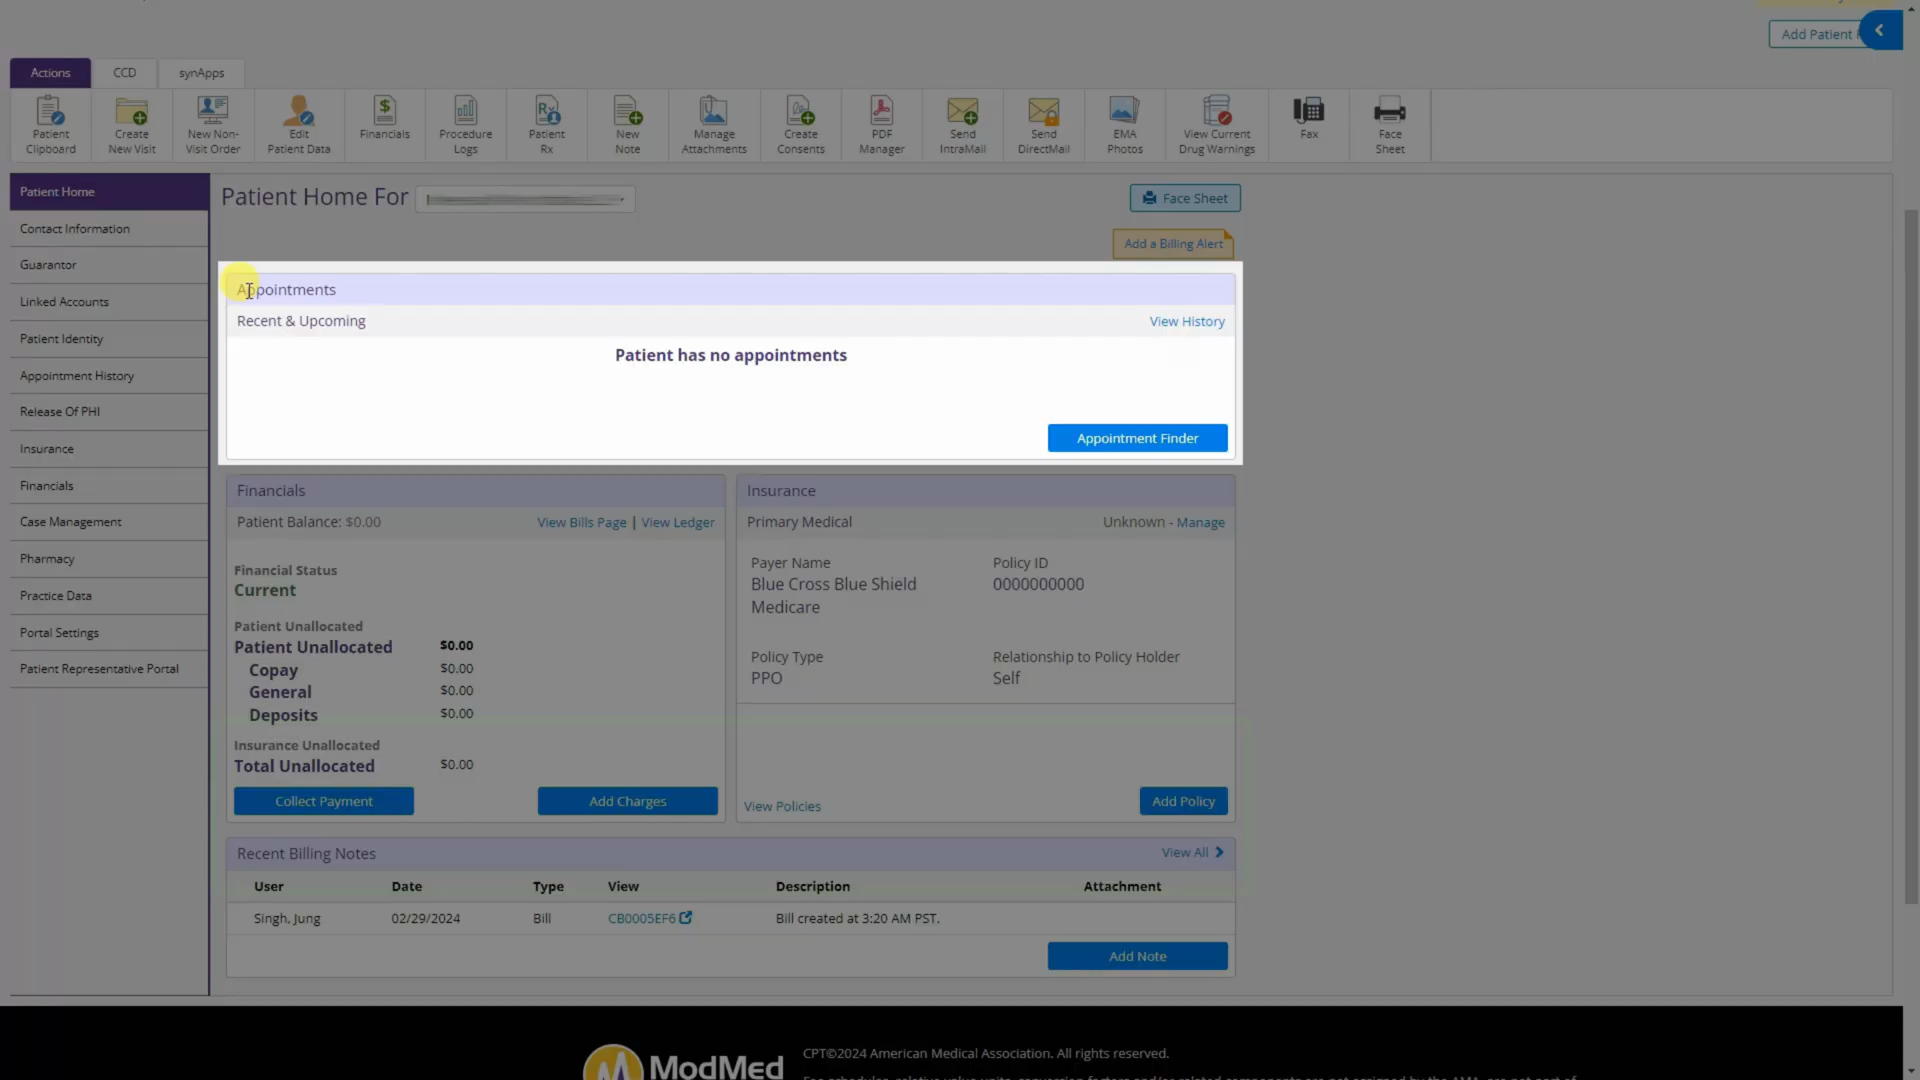 Add Patient
Actions
CCD
synApps
Patient
Clipboard
Create
New Visit
New Non-
Visit Order
Edit
Patient Data
Financials
Procedure
Logs
Patient
Rx
New
Note
Manage
Attachments
Create
Consents
PDF
Manager
Send
IntraMail
Send
DirectMail
EMA
Photos
View Current
Drug Warnings
Fax
Face
Sheet
Patient Home
Contact Information
Guarantor
Linked Accounts
Patient Identity
Appointment History
Release Of PHI
Insurance
Financials
Case Management
Pharmacy
Practice Data
Portal Settings
Patient Representative Portal
Patient Home For
Face Sheet
Add a Billing Alert
Appointments
Recent & Upcoming
View History
Patient has no appointments
Appointment Finder
Financials
Patient Balance: $0.00
View Bills Page | View Ledger
Financial Status
Current
Patient Unallocated
Patient Unallocated $0.00
Copay $0.00
General $0.00
Deposits $0.00
Insurance Unallocated
Total Unallocated $0.00
Collect Payment
Add Charges
Insurance
Primary Medical
Unknown - Manage
Payer Name
Blue Cross Blue Shield
Medicare
Policy ID
0000000000
Policy Type
PPO
Relationship to Policy Holder
Self
View Policies
Add Policy
Recent Billing Notes
View All
User Date Type View Description Attachment
Singh, Jung 02/29/2024 Bill CB0005EF6 Bill created at 3:20 AM PST.
Add Note
ModMed
CPT©2024 American Medical Association. All rights reserved.